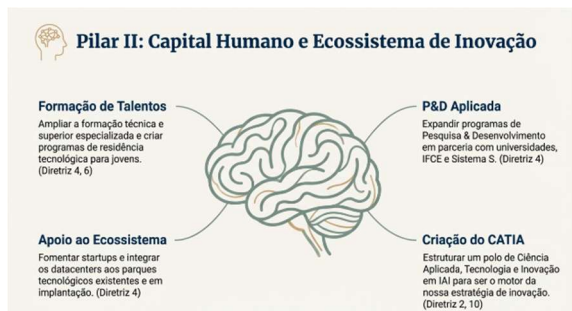 Pilar II: Capital Humano e Ecossistema de Inovação
Formação de Talentos
Ampliar a formação técnica e
superior especializada e criar
programas de residência
tecnológica para jovens.
(Diretriz 4, 6)
P&D Aplicada
Expandir programas de
Pesquisa & Desenvolvimento
em parceria com universidades,
IFCE e Sistema S. (Diretriz 4)
Apoio ao Ecossistema
Fomentar startups e integrar
os datacenters aos parques
tecnológicos existentes e em
implantação. (Diretriz 4)
Criação do CATIA
Estruturar um polo de Ciência
Aplicada, Tecnologia e Inovação
em IAI para ser o motor da
nossa estratégia de inovação.
(Diretriz 2, 10)